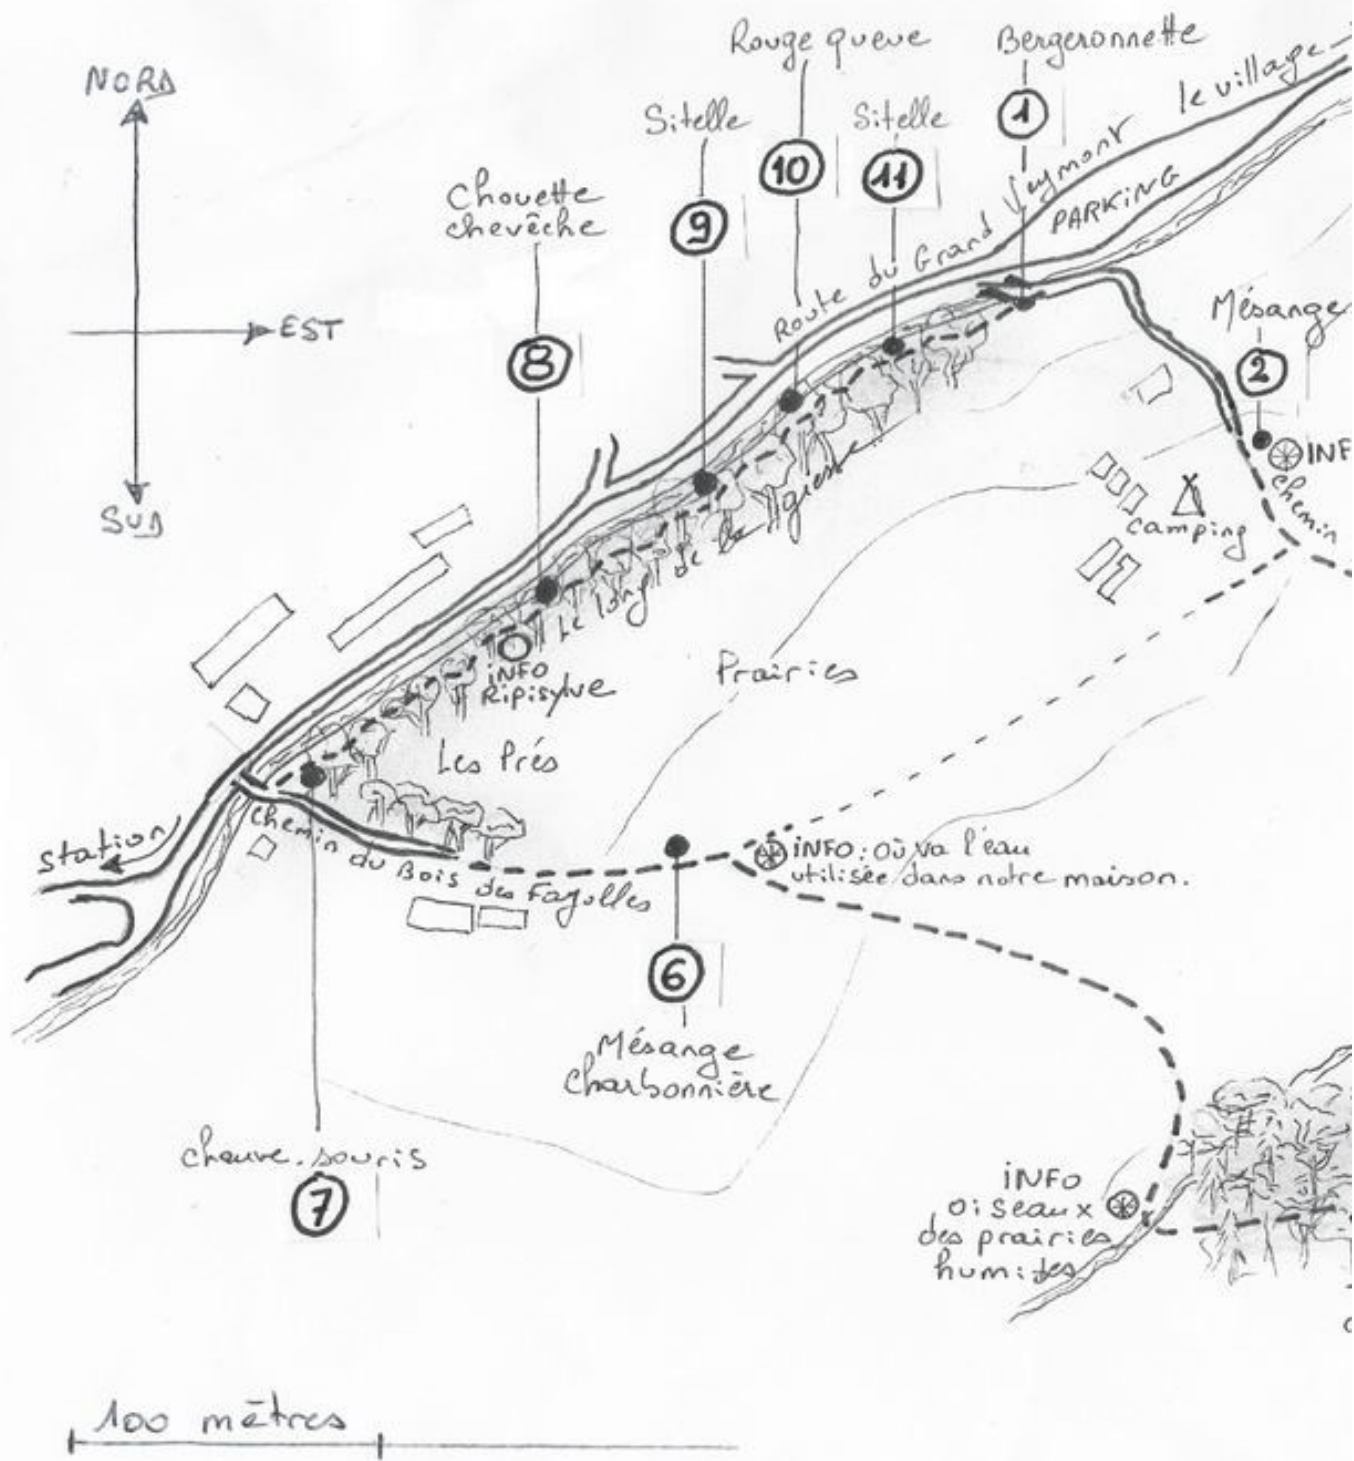 NORD
EST
SUD
Rouge queue
10
Bergeronnette
1
Sitelle
9
Sitelle
11
le village
Route du Grand Veymont
PARKING
Chouette
chevêche
8
Mésange
2
INF
chemin
camping
Le long de la
INFO
Ripisylve
Prairies
Les Prés
station
Chemin du Bois des Fayolles
INFO: où va l'éau
utilisée dans notre maison.
6
Mésange
charbonnière
chauve.souris
7
INFO
oiseaux
des prairies
humides
100 mètres